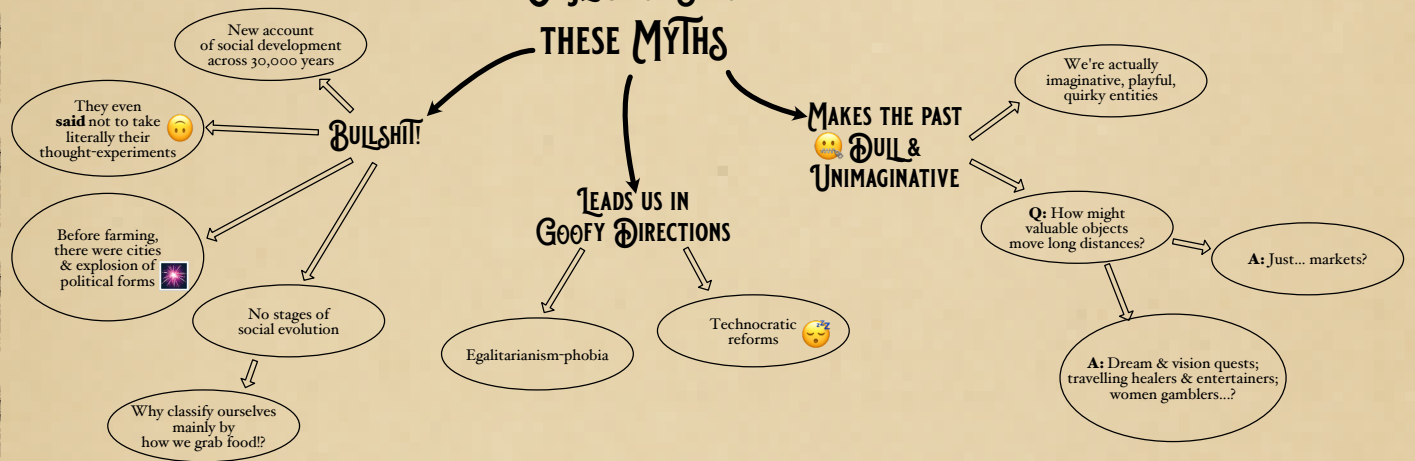 THESE MYTHS
BULLSHIT!
New account
of social development
across 30,000 years
They even
said not to take
literally their
thought-experiments
Before farming,
there were cities
& explosion of
political forms
No stages of
social evolution
Why classify ourselves
mainly by
how we grab food!?
LEADS US IN
GOOFY DIRECTIONS
Egalitarianism-phobia
Technocratic
reforms
MAKES THE PAST
DULL &
UNIMAGINATIVE
We're actually
imaginative, playful,
quirky entities
Q: How might
valuable objects
move long distances?
A: Just... markets?
A: Dream & vision quests;
travelling healers & entertainers;
women gamblers...?